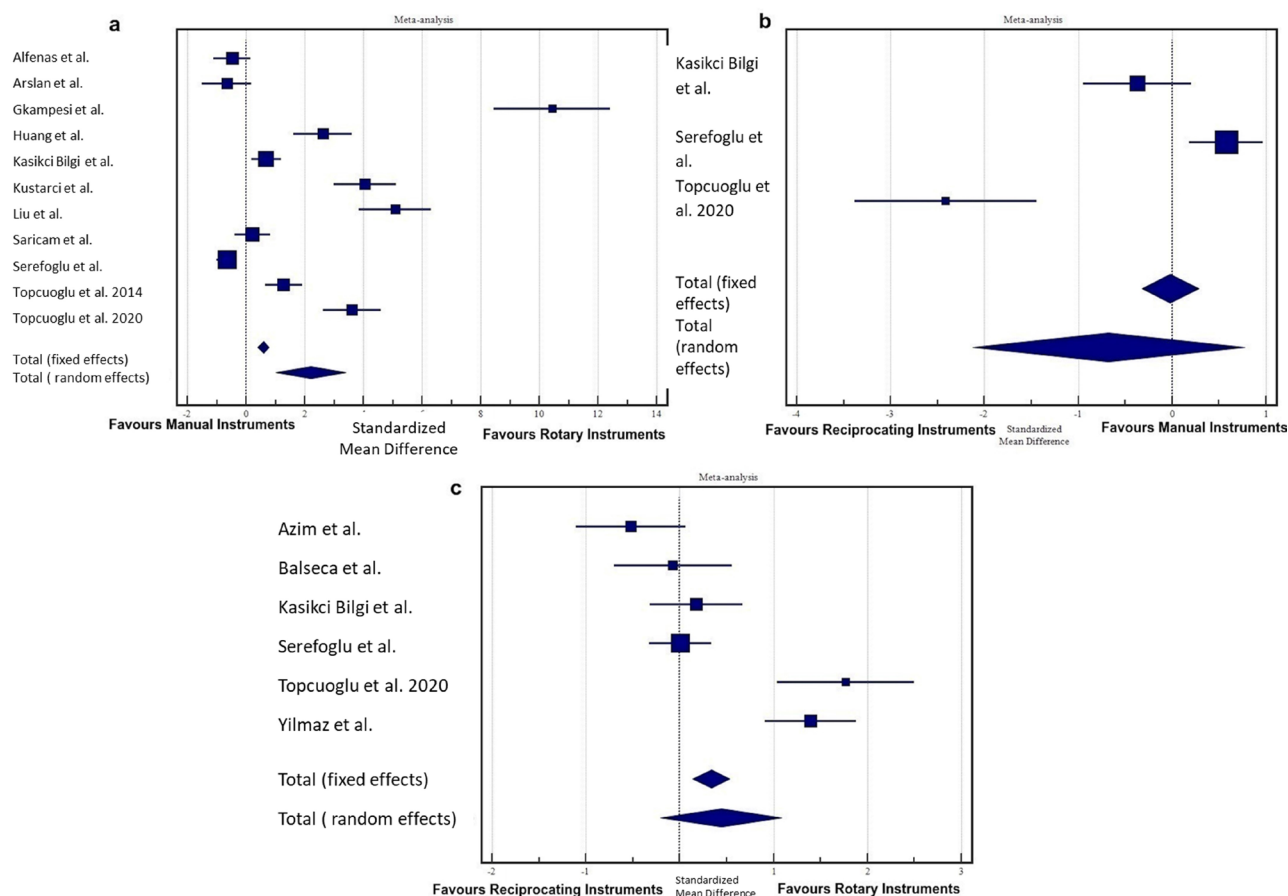 a
Meta-analysis
Alfenas et al.
Arslan et al.
Gkampesi et al.
Huang et al.
Kasikci Bilgi et al.
Kustarci et al.
Liu et al.
Saricam et al.
Serefoglu et al.
Topcuoglu et al. 2014
Topcuoglu et al. 2020
Total (fixed effects)
Total ( random effects)
-2 0 2 4 6 8 10 12 14
Favours Manual Instruments
Standardized
Mean Difference
Favours Rotary Instruments
b
Meta-analysis
Kasikci Bilgi
et al.
Serefoglu et
al.
Topcuoglu et
al. 2020
Total (fixed
effects)
Total
(random
effects)
-4 -3 -2 -1 0 1
Favours Reciprocating Instruments
Standardized
Mean Difference
Favours Manual Instruments
c
Meta-analysis
Azim et al.
Balseca et al.
Kasikci Bilgi et al.
Serefoglu et al.
Topcuoglu et al. 2020
Yilmaz et al.
Total (fixed effects)
Total ( random effects)
-2 -1 0 1 2 3
Favours Reciprocating Instruments
Standardized
Mean Difference
Favours Rotary Instruments